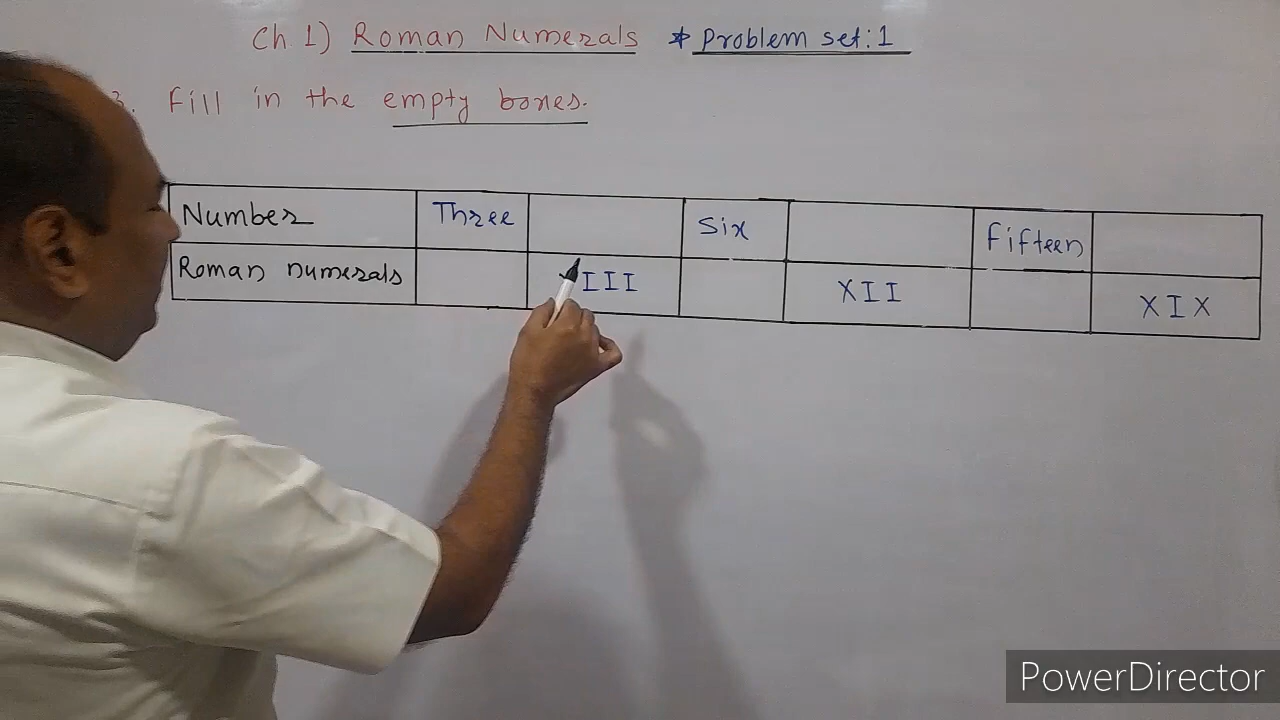 Ch 1) Roman Numerals * Problem set:1
3. Fill in the empty boxes.
Number Three Six Fifteen
Roman numerals III XII XIX
PowerDirector